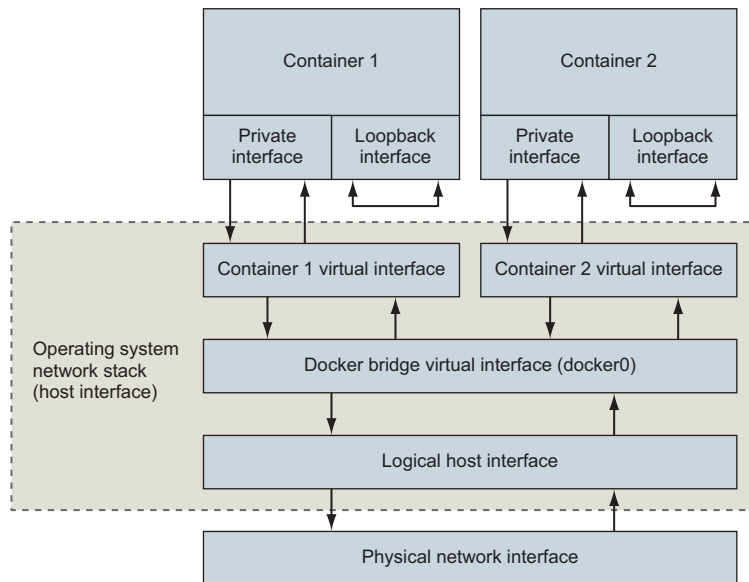 Container 1
Container 2
Private
interface
Loopback
interface
Private
interface
Loopback
interface
Container 1 virtual interface
Container 2 virtual interface
Operating system
network stack
(host interface)
Docker bridge virtual interface (docker0)
Logical host interface
Physical network interface